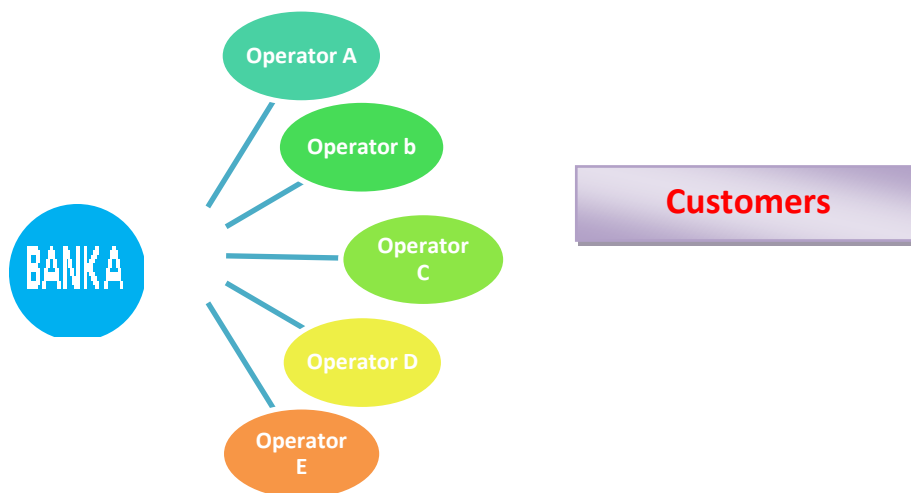 Operator A
Operator b
Customers
BANKA
Operator
C
Operator D
Operator
E